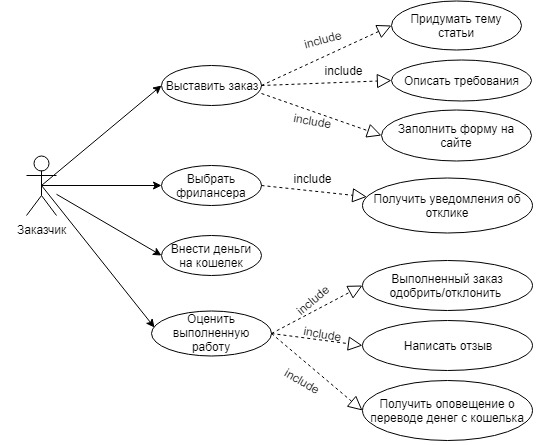 Придумать тему
статьи
include
Выставить заказ
include
Описать требования
include
Заполнить форму на
сайте
Выбрать
фрилансера
include
Получить уведомления об
отклике
Заказчик
Внести деньги
на кошелек
Выполненный заказ
одобрить/отклонить
include
Оценить
выполненную
работу
include
Написать отзыв
include
Получить оповещение о
переводе денег с кошелька